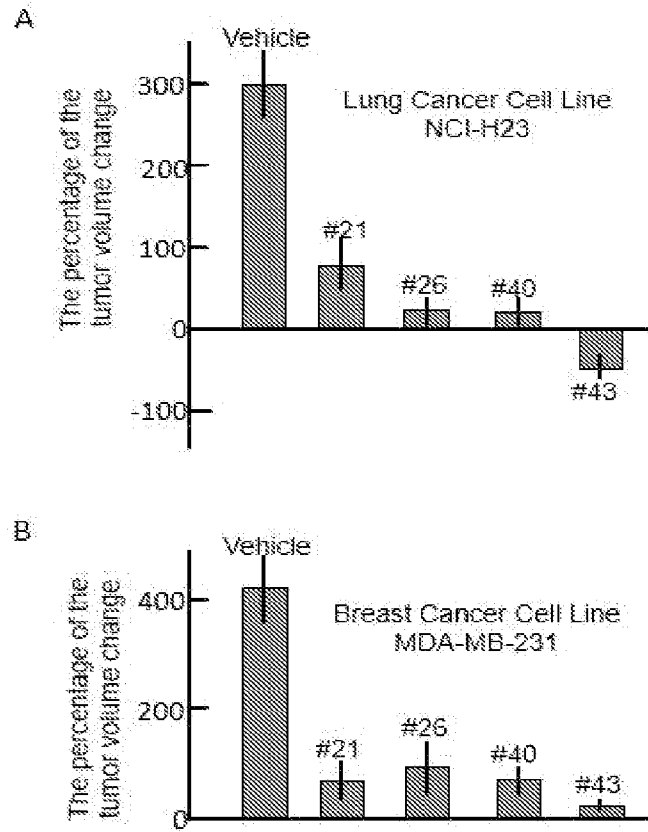 A
Vehicle
300
200
100
0
-100
The percentage of the
tumor volume change
Lung Cancer Cell Line
NCI-H23
#21
#26
#40
#43
B
Vehicle
400
200
0
The percentage of the
tumor volume change
Breast Cancer Cell Line
MDA-MB-231
#21
#26
#40
#43